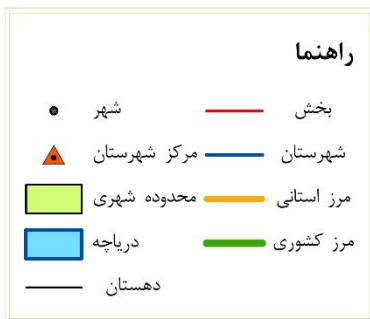 راهنما
بخش شهر
شهرستان مرکز شهرستان
مرز استانی محدوده شهری
مرز کشوری دریاچه
دهستان